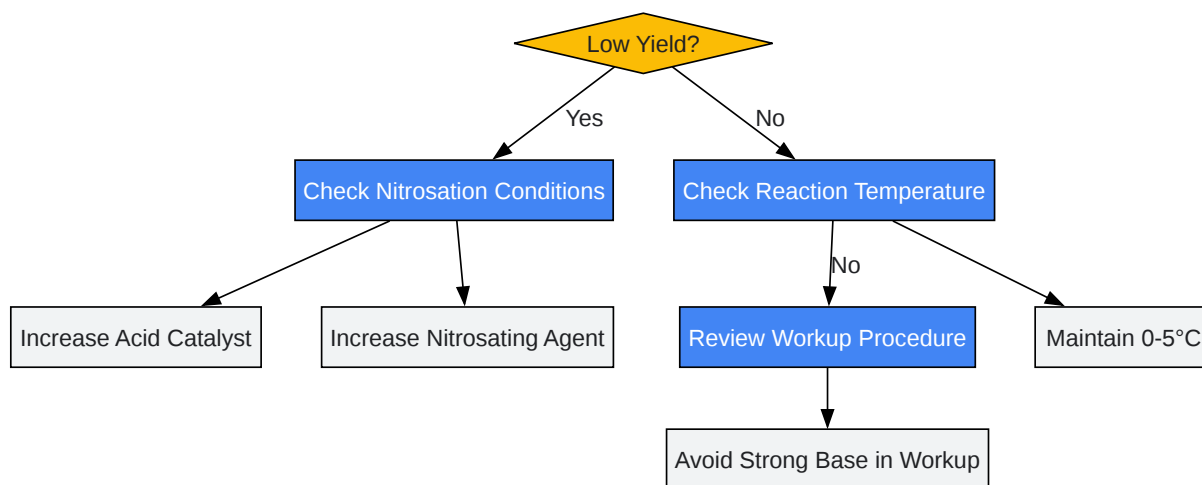 Low Yield?
Yes
No
Check Nitrosation Conditions
Check Reaction Temperature
No
Increase Acid Catalyst
Increase Nitrosating Agent
Review Workup Procedure
Maintain 0-5°C
Avoid Strong Base in Workup